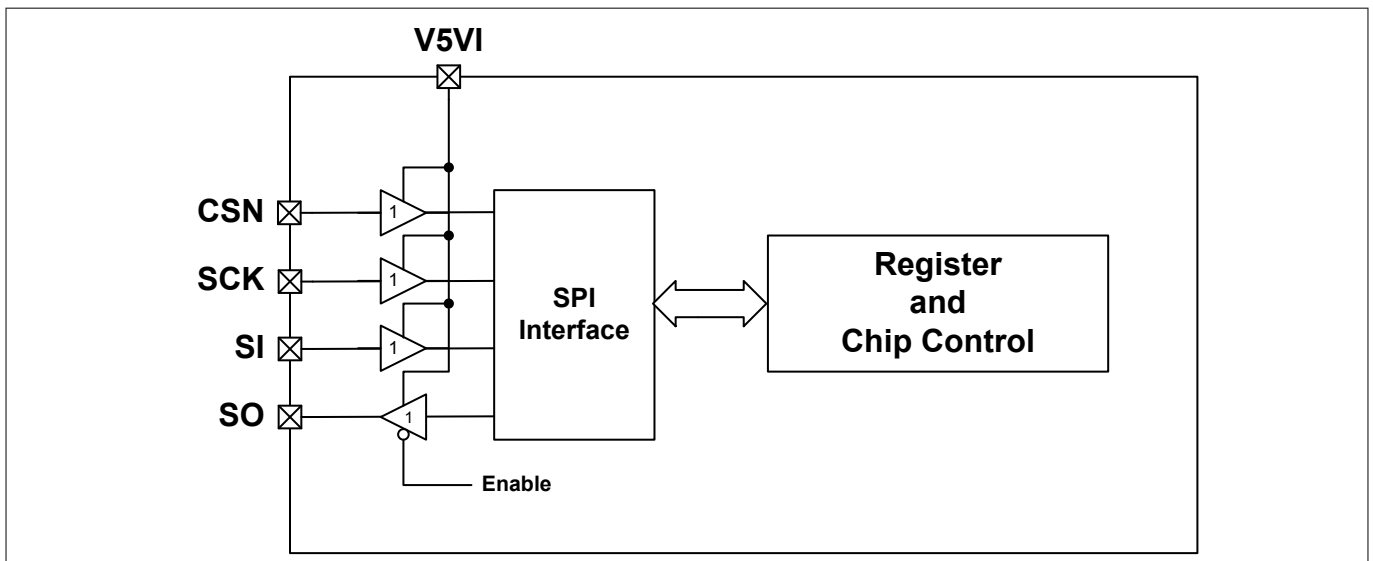 V5VI
CSN
1
SCK
1
SI
1
SO
1
Enable
SPI
Interface
Register
and
Chip Control